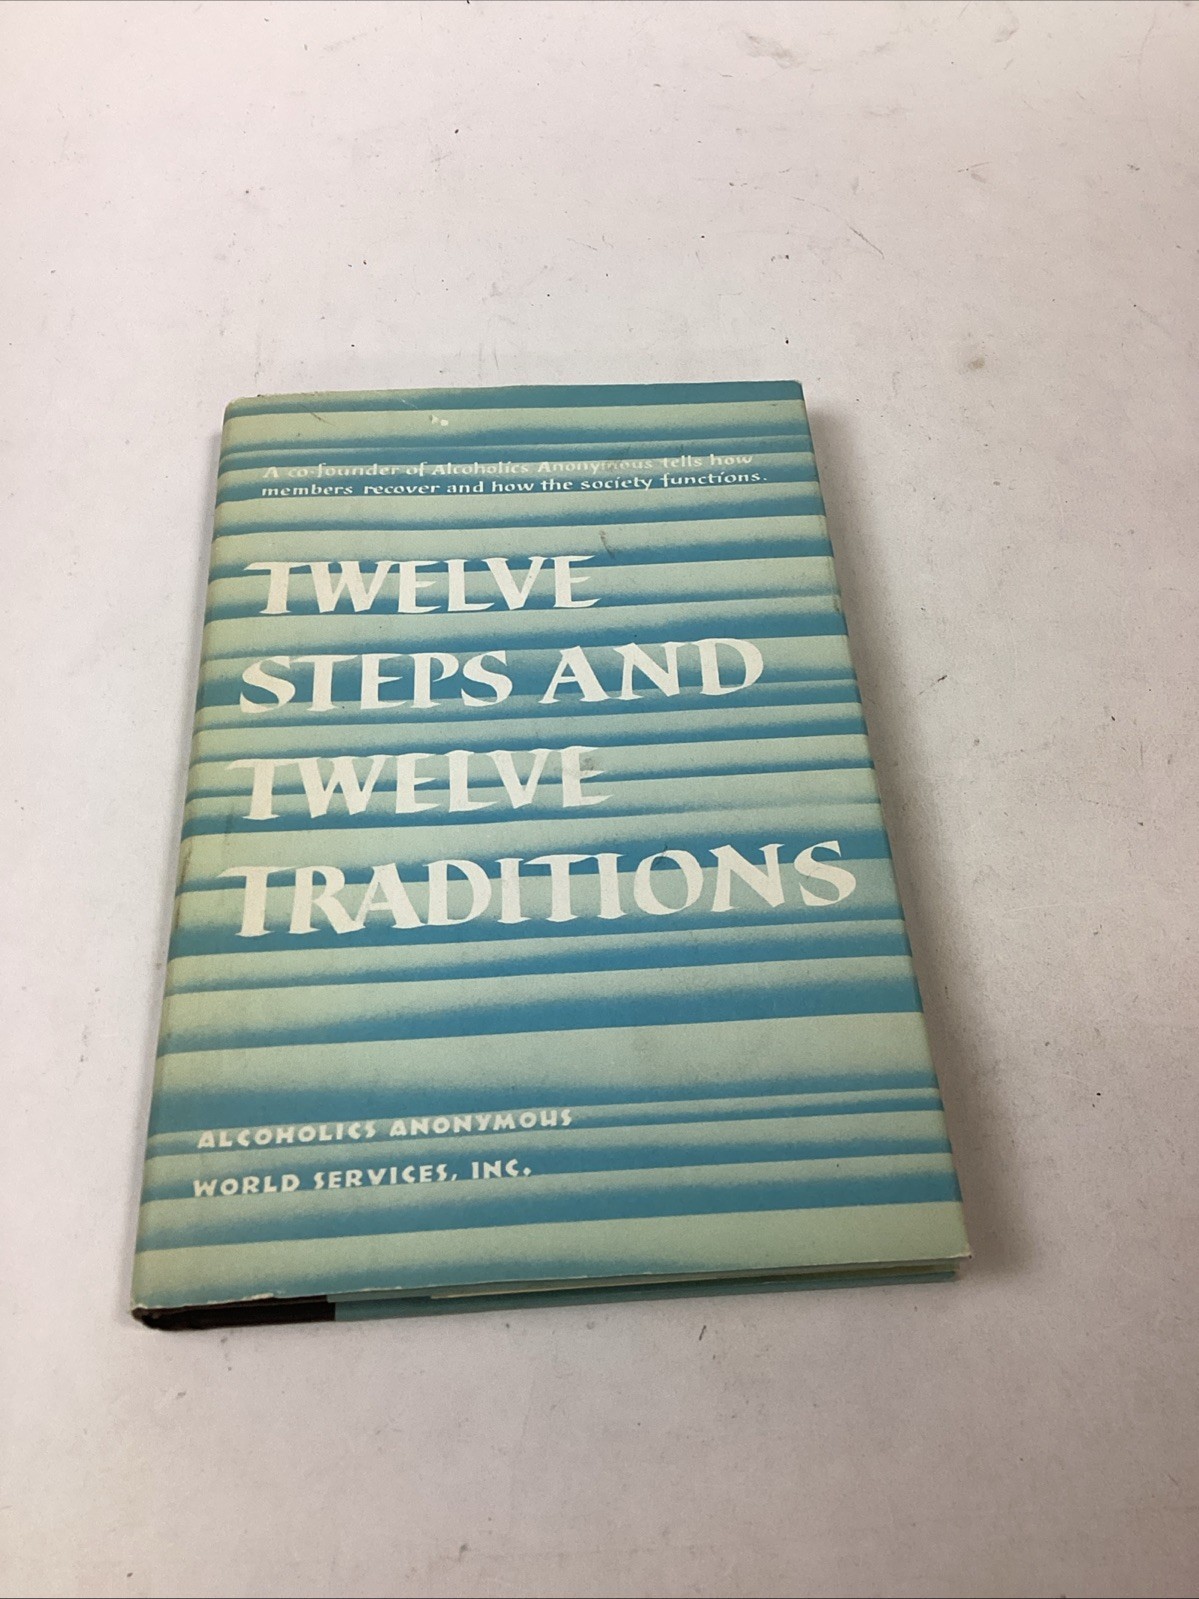 A co-founder of Alcoholics Anonymous tells how
members recover and how the society functions.
TWELVE
STEPS AND
TWELVE
TRADITIONS
ALCOHOLICS ANONYMOUS
WORLD SERVICES, INC.